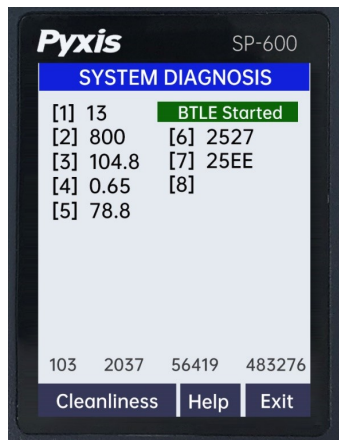 Pyxis SP-600
SYSTEM DIAGNOSIS
[1] 13 BTLE Started
[2] 800 [6] 2527
[3] 104.8 [7] 25EE
[4] 0.65 [8]
[5] 78.8
103 2037 56419 483276
Cleanliness Help Exit